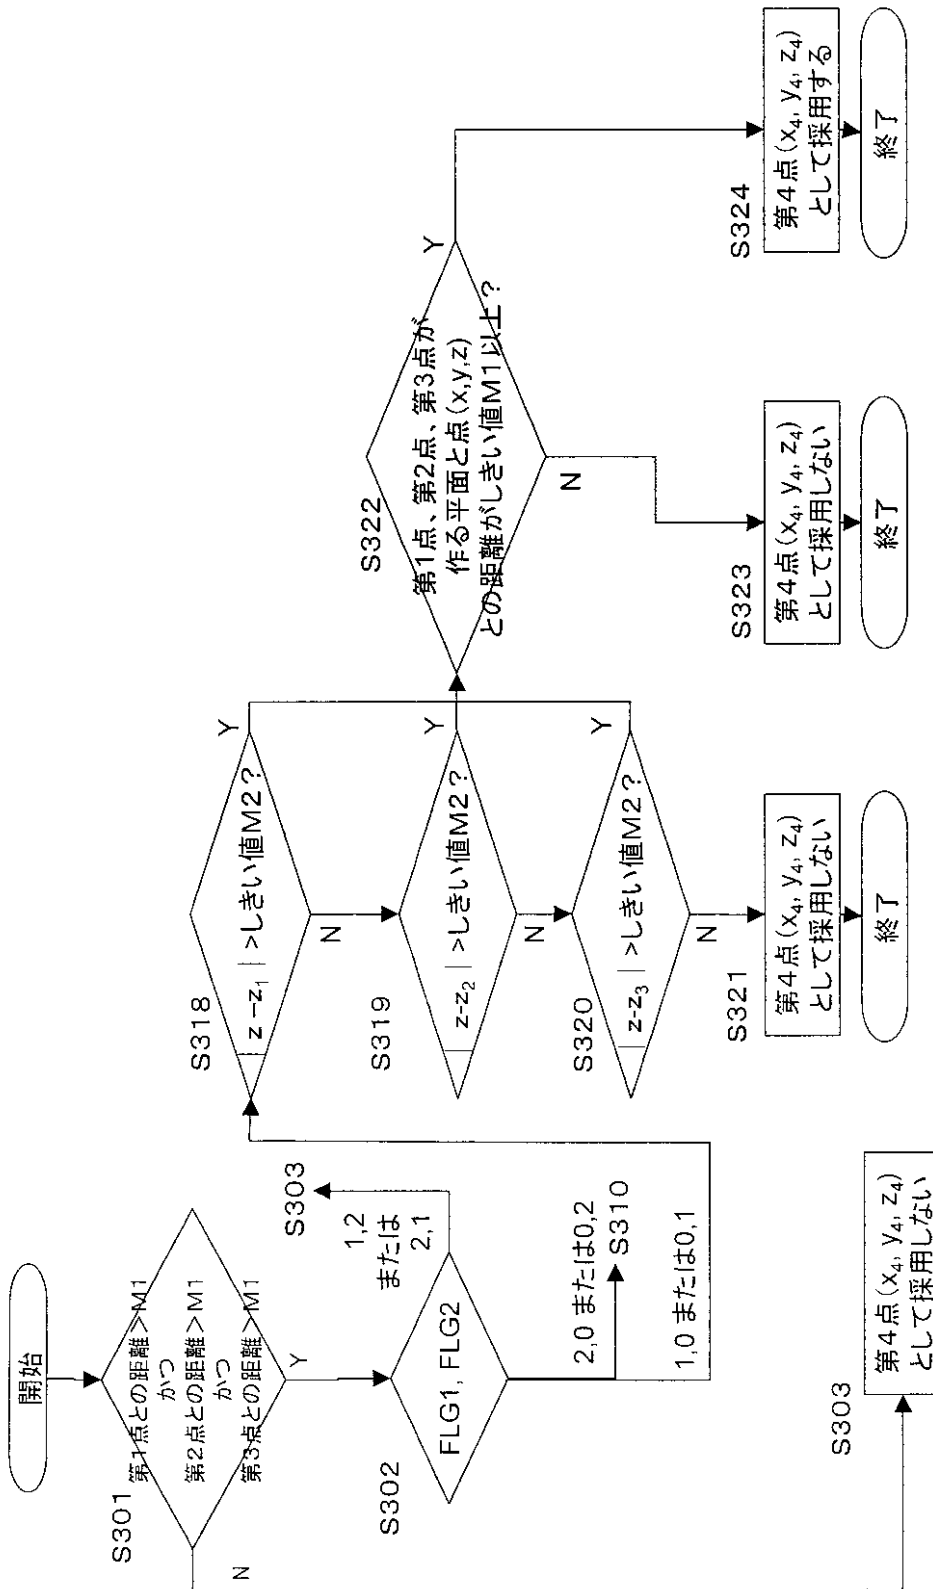 開始
S301
第1点との距離>M1
かつ
第2点との距離>M1
かつ
第3点との距離>M1
N
Y
S302
FLG1, FLG2
1,2
または
2,1
S303
2,0 または0,2
S310
1,0 または0,1
S303
第4点(x₄, y₄, z₄)
として採用しない
S318
|z-z₁| >しきい値M2?
Y
N
S319
|z-z₂| >しきい値M2?
Y
N
S320
|z-z₃| >しきい値M2?
Y
N
S321
第4点(x₄, y₄, z₄)
として採用しない
終了
S322
第1点、第2点、第3点が
作る平面と点(x,y,z)
との距離がしきい値M1以上?
Y
N
S323
第4点(x₄, y₄, z₄)
として採用しない
終了
S324
第4点(x₄, y₄, z₄)
として採用する
終了